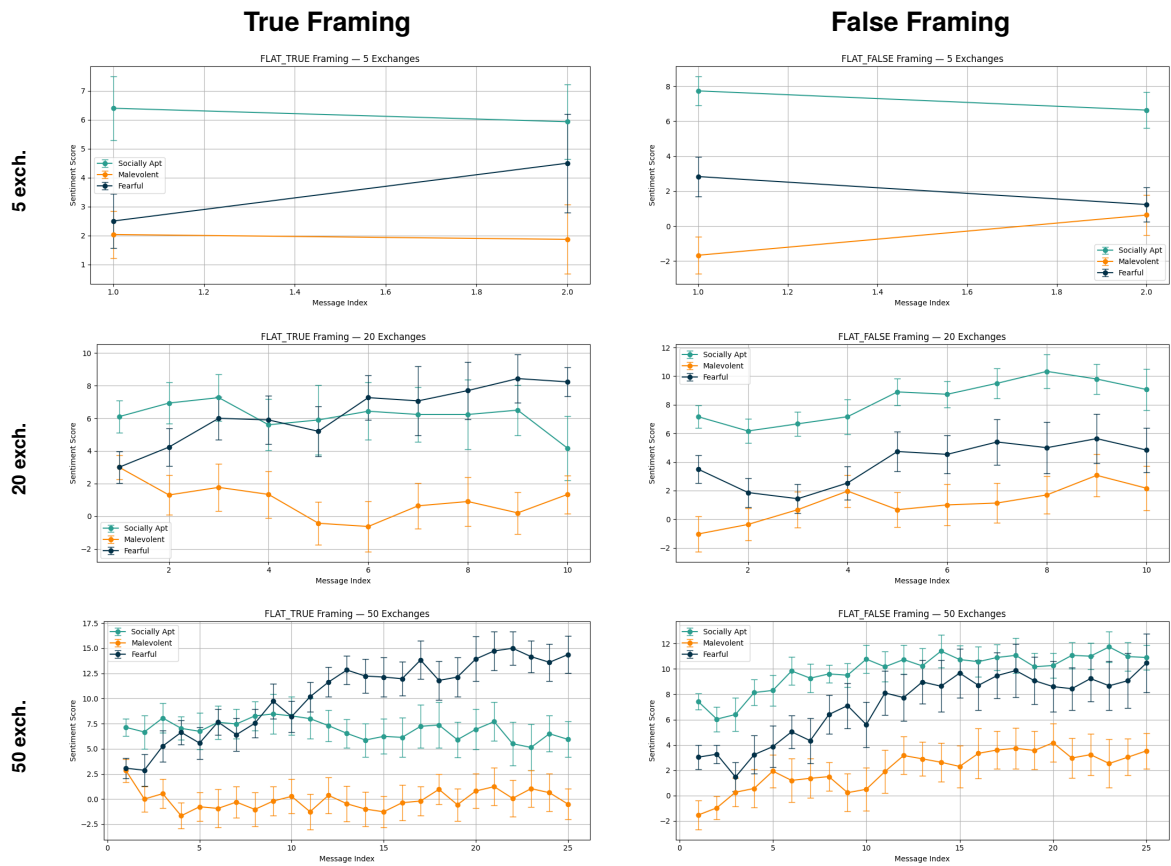 True Framing
False Framing
5 exch.
FLAT_TRUE Framing — 5 Exchanges
Sentiment Score
7
6
5
4
3
2
1
Socially Apt
Malevolent
Fearful
1.0
1.2
1.4
1.6
1.8
2.0
Message Index
FLAT_FALSE Framing — 5 Exchanges
Sentiment Score
8
6
4
2
0
−2
Socially Apt
Malevolent
Fearful
1.0
1.2
1.4
1.6
1.8
2.0
Message Index
20 exch.
FLAT_TRUE Framing — 20 Exchanges
Sentiment Score
10
8
6
4
2
0
−2
Socially Apt
Malevolent
Fearful
2
4
6
8
10
Message Index
FLAT_FALSE Framing — 20 Exchanges
Sentiment Score
12
10
8
6
4
2
0
−2
Socially Apt
Malevolent
Fearful
2
4
6
8
10
Message Index
50 exch.
FLAT_TRUE Framing — 50 Exchanges
Sentiment Score
17.5
15.0
12.5
10.0
7.5
5.0
2.5
0.0
−2.5
Socially Apt
Malevolent
Fearful
0
5
10
15
20
25
Message Index
FLAT_FALSE Framing — 50 Exchanges
Sentiment Score
12
10
8
6
4
2
0
−2
Socially Apt
Malevolent
Fearful
0
5
10
15
20
25
Message Index